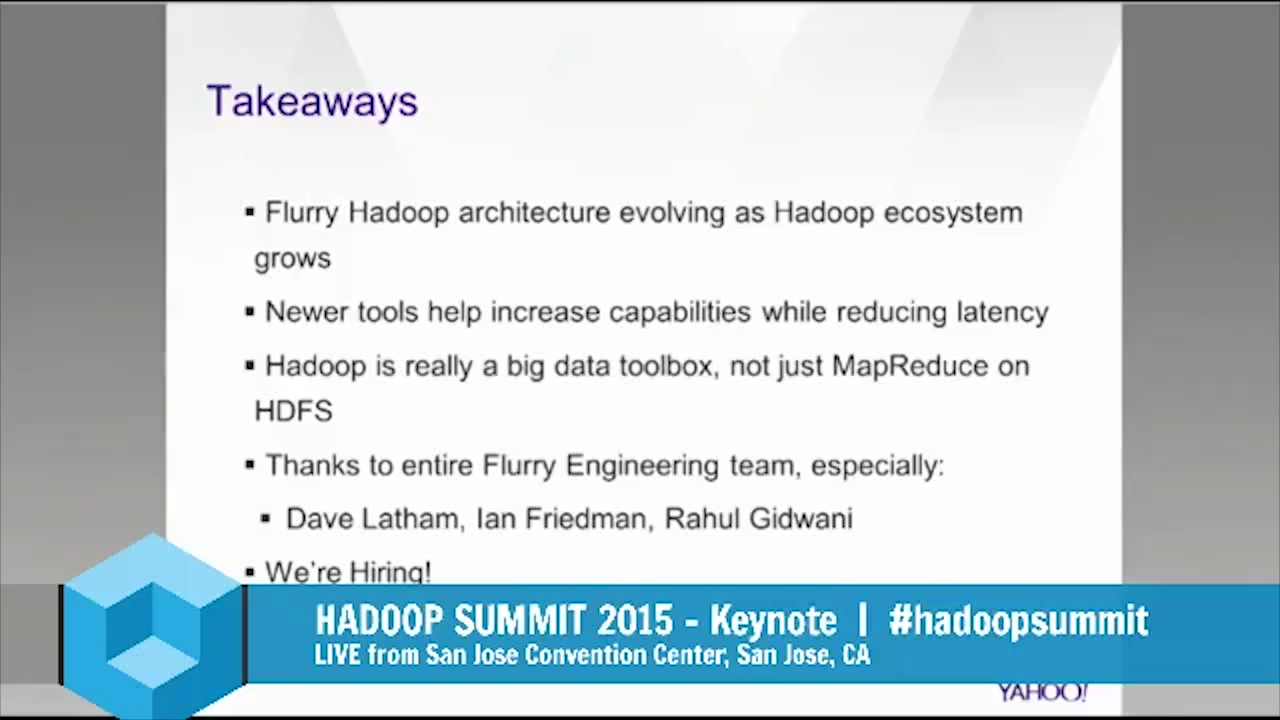 Takeaways
▪ Flurry Hadoop architecture evolving as Hadoop ecosystem
grows
▪ Newer tools help increase capabilities while reducing latency
▪ Hadoop is really a big data toolbox, not just MapReduce on
HDFS
▪ Thanks to entire Flurry Engineering team, especially:
▪ Dave Latham, Ian Friedman, Rahul Gidwani
▪ We're Hiring!
HADOOP SUMMIT 2015 - Keynote | #hadoopsummit
LIVE from San Jose Convention Center, San Jose, CA
YAHOO!